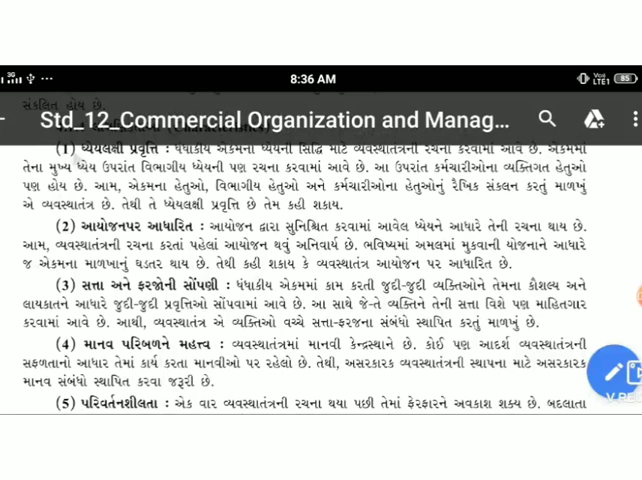 3G
8:36 AM
LTE1
85
સંકલિત હોય છે.
Std_12_Commercial Organization and Manag...
(1) ધ્યેયલક્ષી પ્રવૃત્તિ : ધંધાકીય એકમના ધ્યેયની સિદ્ધિ માટે વ્યવસ્થાતંત્રની રચના કરવામાં આવે છે. એકમમાં
તેના મુખ્ય ધ્યેય ઉપરાંત વિભાગીય ધ્યેયની પણ રચના કરવામાં આવે છે. આ ઉપરાંત કર્મચારીઓના વ્યક્તિગત હેતુઓ
પણ હોય છે. આમ, એકમના હેતુઓ, વિભાગીય હેતુઓ અને કર્મચારીઓના હેતુઓનું રૈખિક સંકલન કરતું માળખું
એ વ્યવસ્થાતંત્ર છે. તેથી તે ધ્યેયલક્ષી પ્રવૃત્તિ છે તેમ કહી શકાય.
(2) આયોજનપર આધારિત : આયોજન દ્વારા સુનિશ્ચિત કરવામાં આવેલ ધ્યેયને આધારે તેની રચના થાય છે.
આમ, વ્યવસ્થાતંત્રની રચના કરતાં પહેલાં આયોજન થવું અનિવાર્ય છે. ભવિષ્યમાં અમલમાં મુકવાની યોજનાને આધારે
જ એકમના માળખાનું ઘડતર થાય છે. તેથી કહી શકાય કે વ્યવસ્થાતંત્ર આયોજન પર આધારિત છે.
(3) સત્તા અને ફરજોની સોંપણી : ધંધાકીય એકમમાં કામ કરતી જુદી-જુદી વ્યક્તિઓને તેમના કૌશલ્ય અને
લાયકાતને આધારે જુદી-જુદી પ્રવૃત્તિઓ સોંપવામાં આવે છે. આ સાથે જે-તે વ્યક્તિને તેની સત્તા વિશે પણ માહિતગાર
કરવામાં આવે છે. આથી, વ્યવસ્થાતંત્ર એ વ્યક્તિઓ વચ્ચે સત્તા-ફરજના સંબંધો સ્થાપિત કરતું માળખું છે.
(4) માનવ પરિબળને મહત્ત્વ : વ્યવસ્થાતંત્રમાં માનવી કેન્દ્રસ્થાને છે. કોઈ પણ આદર્શ વ્યવસ્થાતંત્રની
સફળતાનો આધાર તેમાં કાર્ય કરતા માનવીઓ પર રહેલો છે. તેથી, અસરકારક વ્યવસ્થાતંત્રની સ્થાપના માટે અસરકારક
માનવ સંબંધો સ્થાપિત કરવા જરૂરી છે.
(5) પરિવર્તનશીલતા : એક વાર વ્યવસ્થાતંત્રની રચના થયા પછી તેમાં ફેરફારને અવકાશ શક્ય છે. બદલાતા